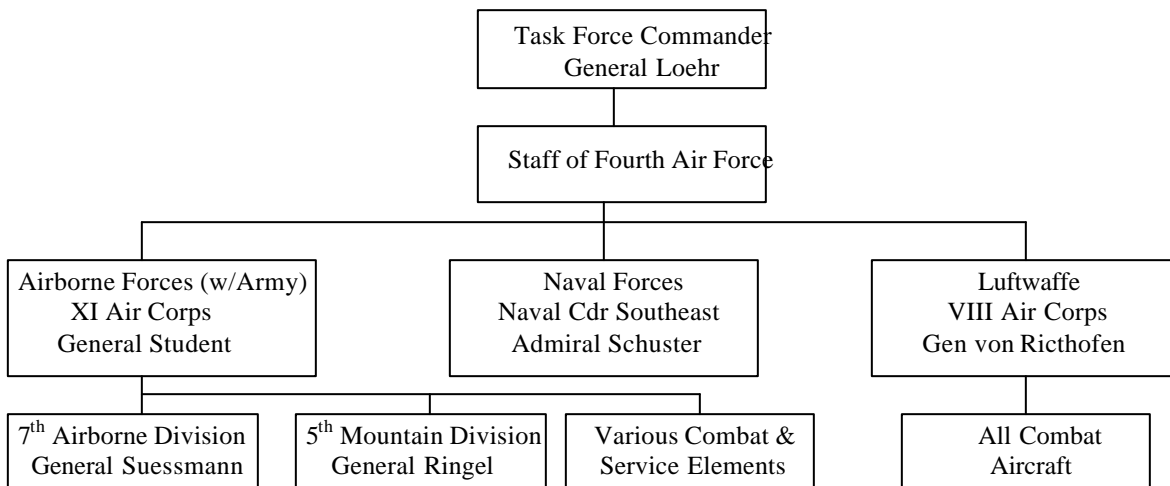 Task Force Commander
General Loehr
Staff of Fourth Air Force
Airborne Forces (w/Army)
XI Air Corps
General Student
Naval Forces
Naval Cdr Southeast
Admiral Schuster
Luftwaffe
VIII Air Corps
Gen von Ricthofen
7th Airborne Division
General Suessmann
5th Mountain Division
General Ringel
Various Combat &
Service Elements
All Combat
Aircraft